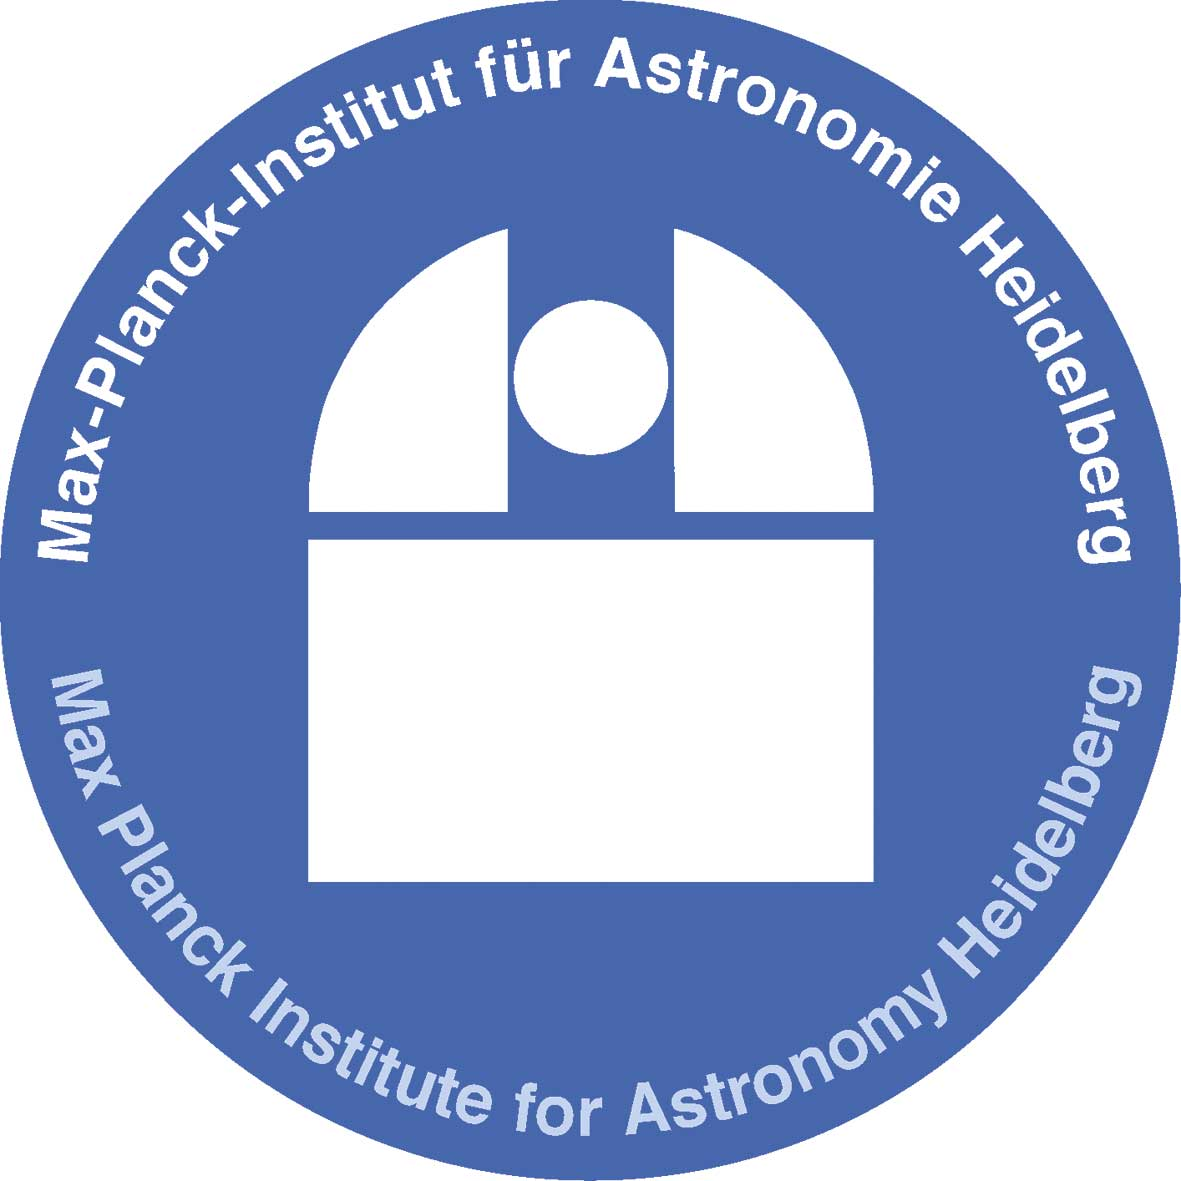 Max-Planck-Institut für Astronomie Heidelberg
Max Planck Institute for Astronomy Heidelberg